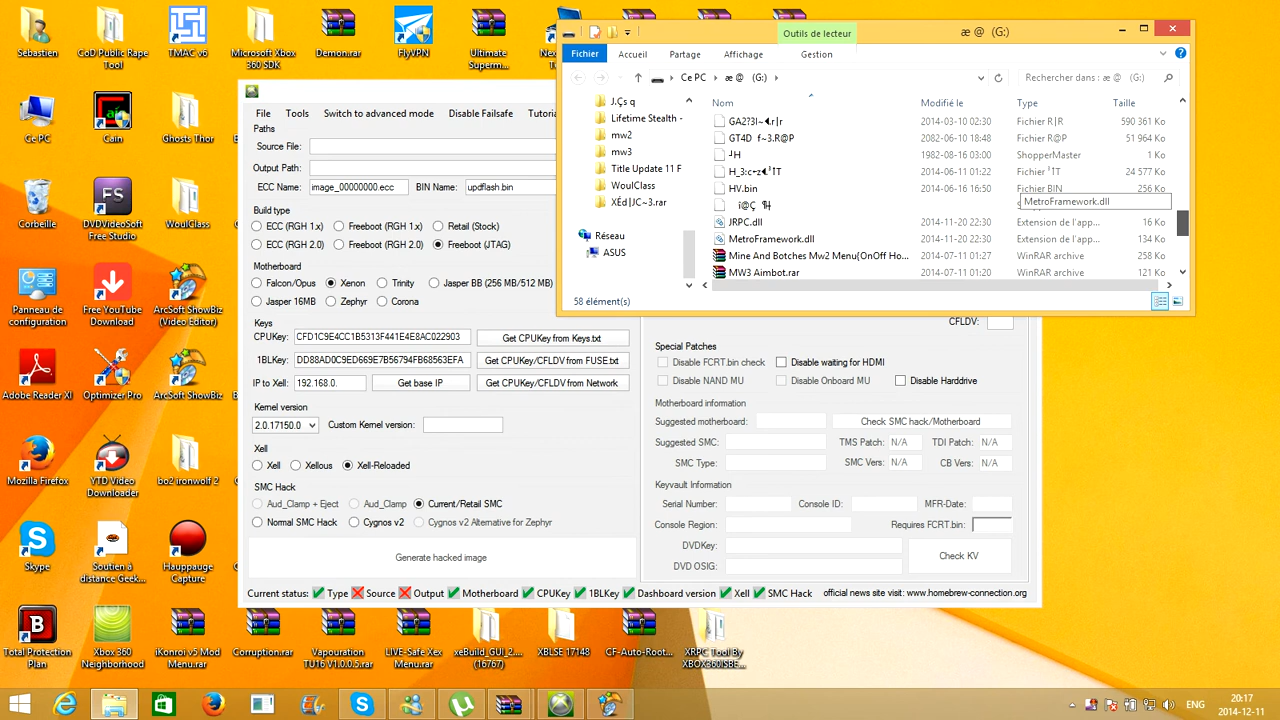 Sebastien
CoD Public Rape Tool
TMAC v6
Microsoft Xbox 360 SDK
Demon.rar
FlyVPN
Ultimate Superm...
Ce PC
Cain
Ghosts Thor
Corbeille
DVDVideoSoft Free Studio
WoulClass
Panneau de configuration
Free YouTube Download
ArcSoft ShowBiz (Video Editor)
Adobe Reader XI
Optimizer Pro
ArcSoft ShowBiz
Mozilla Firefox
YTD Video Downloader
bo2 ironwolf 2
Skype
Soutien à distance Geek...
Hauppauge Capture
Total Protection Plan
Xbox 360 Neighborhood
iKonroi v5 Mod Menu.rar
Corruption.rar
Vapouration TU16 V1.0.0.5.rar
LIVE-Safe Xex Menu.rar
xeBuild_GUI_2.... (16767)
XBLSE 17148
CF-Auto-Root...
XRPC Tool By XBOX360ISBE...
File Tools Switch to advanced mode Disable Failsafe
Paths
Source File:
Output Path:
ECC Name: image_00000000.ecc BIN Name: updflash.bin
Build type
ECC (RGH 1.x) Freeboot (RGH 1.x) Retail (Stock)
ECC (RGH 2.0) Freeboot (RGH 2.0) Freeboot (JTAG)
Motherboard
Falcon/Opus Xenon Trinity Jasper BB (256 MB/512 MB)
Jasper 16MB Zephyr Corona
Keys
CPUKey: CFD1C9E4CC1B5313F441E4E8AC022903 Get CPUKey from Keys.txt
1BLKey: DD88AD0C9ED669E7B56794FB68563EFA Get CPUKey/CFLDV from FUSE.txt
IP to Xell: 192.168.0. Get base IP Get CPUKey/CFLDV from Network
Kernel version
2.0.17150.0 Custom Kernel version:
Xell
Xell Xellous Xell-Reloaded
SMC Hack
Aud_Clamp + Eject Aud_Clamp Current/Retail SMC
Normal SMC Hack Cygnos v2 Cygnos v2 Alternative for Zephyr
Generate hacked image
CFLDV:
Special Patches
Disable FCRT.bin check Disable waiting for HDMI
Disable NAND MU Disable Onboard MU Disable Harddrive
Motherboard information
Suggested motherboard: Check SMC hack/Motherboard
Suggested SMC: TMS Patch: N/A TDI Patch: N/A
SMC Type: SMC Vers: N/A CB Vers: N/A
Keyvault Information
Serial Number: Console ID: MFR-Date:
Console Region: Requires FCRT.bin:
DVDKey:
DVD OSIG:
Check KV
Current status: Type Source Output Motherboard CPUKey 1BLKey Dashboard version Xell SMC Hack official news site visit: www.homebrew-connection.org
Outils de lecteur
æ @ (G:)
Fichier Accueil Partage Affichage Gestion
Ce PC æ @ (G:) Rechercher dans : æ @ (G:)
J.Çs q
Lifetime Stealth -
mw2
mw3
Title Update 11 F
WoulClass
Réseau
ASUS
Nom Modifié le Type Taille
2014-03-10 02:30 590 361 Ko
2082-06-10 18:48 Fichier R@P 51 964 Ko
1982-08-16 03:00 ShopperMaster 1 Ko
2014-06-11 01:22 24 577 Ko
HV.bin 2014-06-16 16:50 Fichier BIN 256 Ko
MetroFramework.dll
JRPC.dll 2014-11-20 22:30 Extension de l'app... 16 Ko
MetroFramework.dll 2014-11-20 22:30 Extension de l'app... 134 Ko
Mine And Botches Mw2 Menu{OnOff Ho... 2014-07-11 01:27 WinRAR archive 258 Ko
MW3 Aimbot.rar 2014-07-11 01:20 WinRAR archive 121 Ko
58 élément(s)
ENG
20:17
2014-12-11